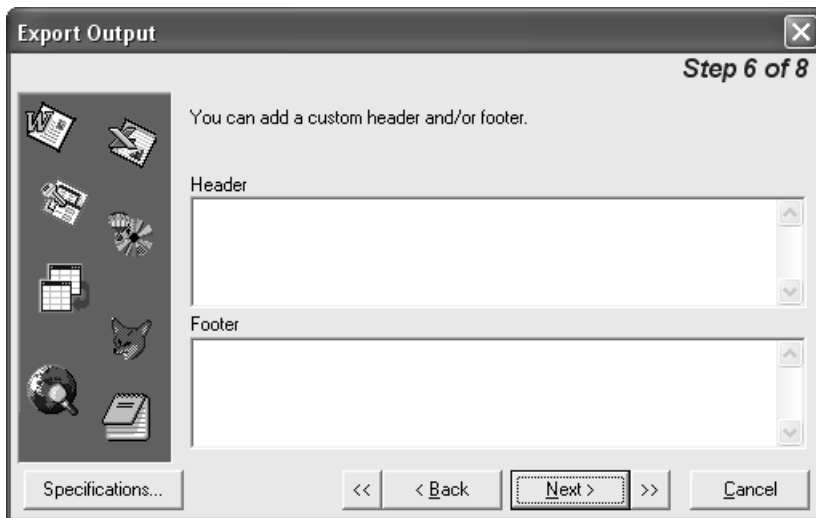 Export Output
Step 6 of 8
You can add a custom header and/or footer.
Header
Footer
Specifications... << < Back Next > >> Cancel